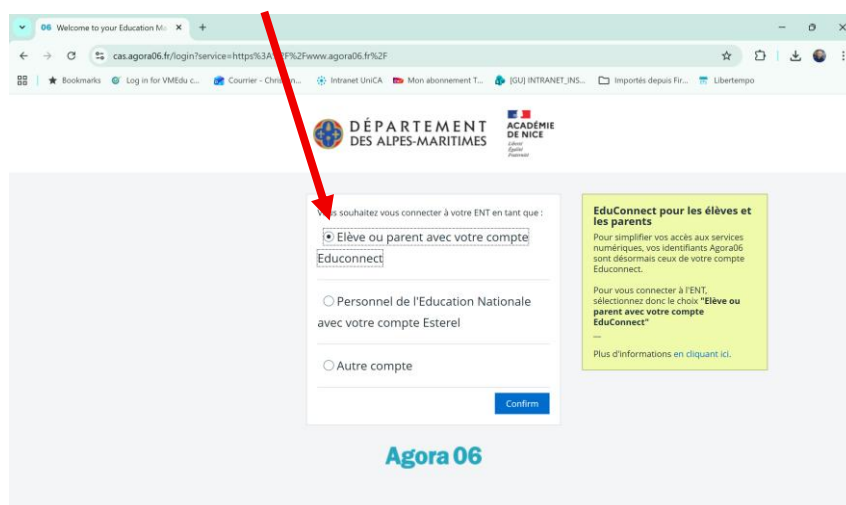 06 Welcome to your Education Ma
cas.agora06.fr/login?service=https%3A%2F%2Fwww.agora06.fr%2F
Bookmarks Log in for VMEdu c... Courrier - Christian... Intranet UniCA Mon abonnement T... [GU] INTRANET_INS... Importés depuis Fir... Libertempo
DÉPARTEMENT
DES ALPES-MARITIMES
ACADÉMIE
DE NICE
Liberté
Égalité
Fraternité
Vous souhaitez vous connecter à votre ENT en tant que :
Elève ou parent avec votre compte
Educonnect
Personnel de l'Education Nationale
avec votre compte Esterel
Autre compte
Confirm
EduConnect pour les élèves et
les parents
Pour simplifier vos accès aux services
numériques, vos identifiants Agora06
sont désormais ceux de votre compte
Educonnect.
Pour vous connecter à l'ENT,
sélectionnez donc le choix "Elève ou
parent avec votre compte
EduConnect"
---
Plus d'informations en cliquant ici.
Agora 06